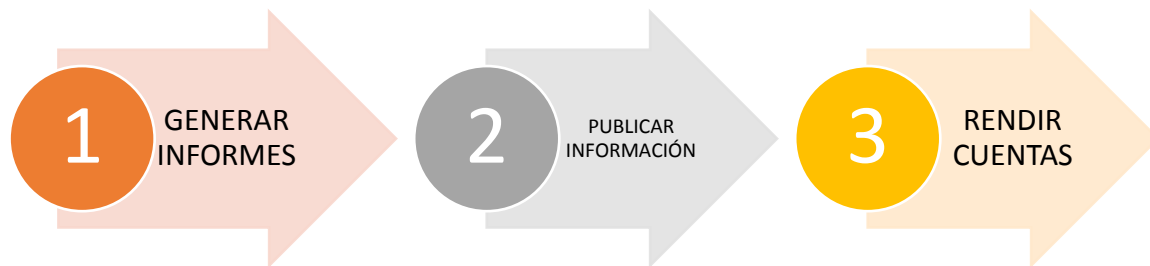 1
GENERAR
INFORMES
2
PUBLICAR
INFORMACIÓN
3
RENDIR
CUENTAS